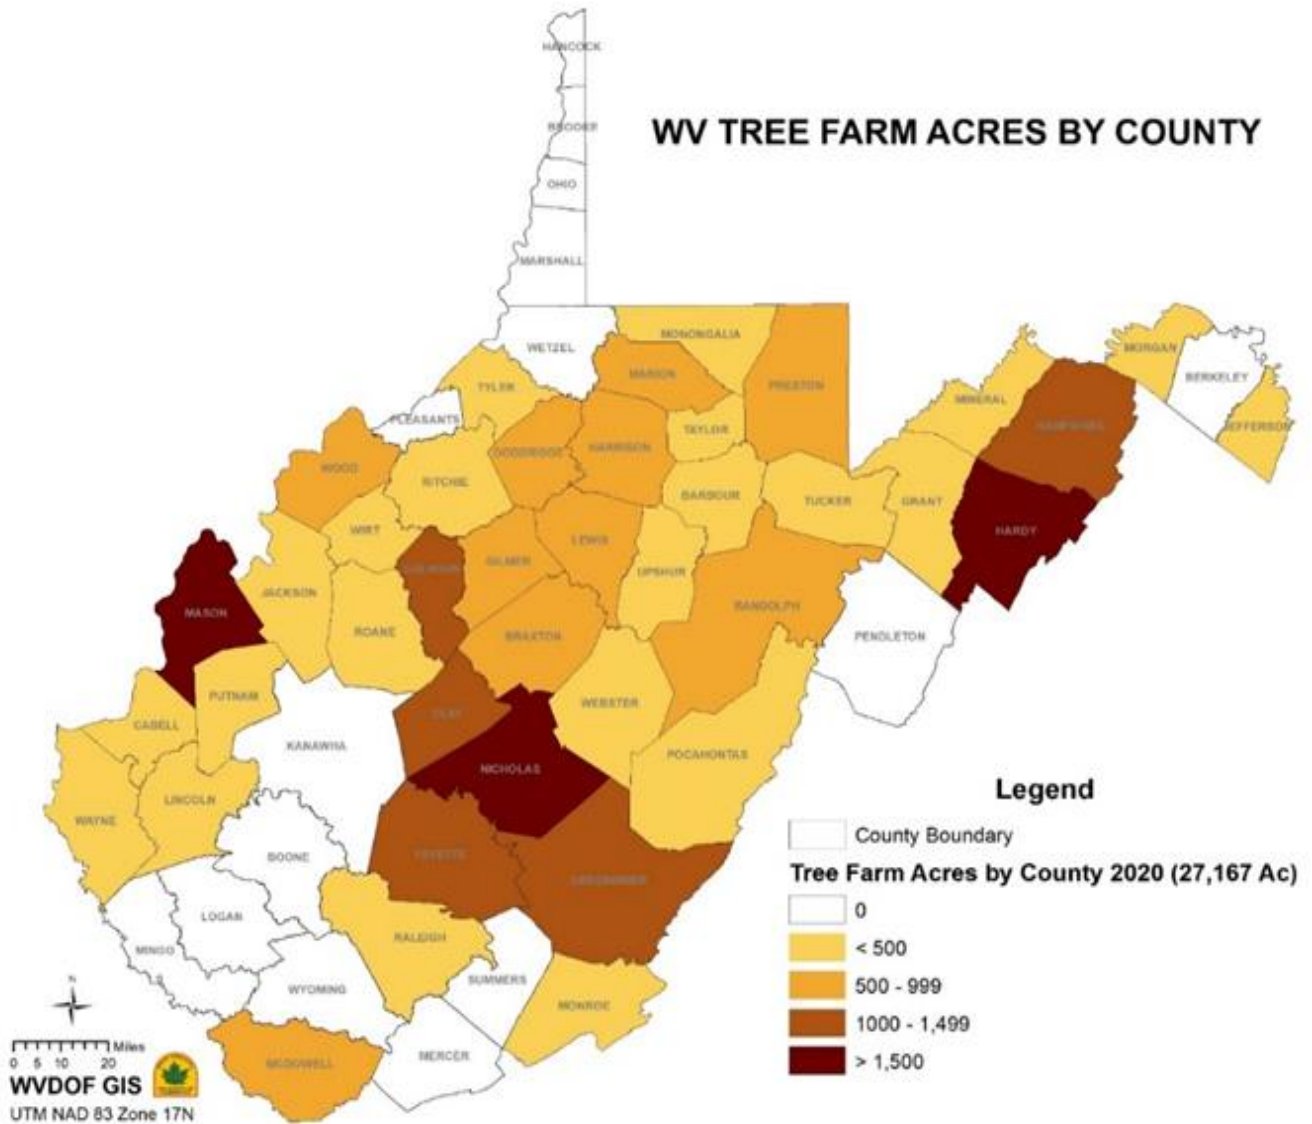 HANCOCK
BROOKE
WV TREE FARM ACRES BY COUNTY
OHIO
MARSHALL
MONONGALIA
WETZEL
MORGAN
MARION
BERKELEY
TYLER
PRESTON
MINERAL
PLEASANTS
HAMPSHIRE
JEFFERSON
TAYLOR
HARRISON
DODDRIDGE
WOOD
RITCHIE
BARBOUR
TUCKER
GRANT
WIRT
HARDY
LEWIS
GILMER
CALHOUN
UPSHUR
JACKSON
RANDOLPH
MASON
ROANE
BRAXTON
PENDLETON
PUTNAM
WEBSTER
CLAY
CABELL
KANAWHA
POCAHONTAS
NICHOLAS
LINCOLN
WAYNE
BOONE
FAYETTE
GREENBRIER
LOGAN
RALEIGH
MINGO
SUMMERS
WYOMING
MONROE
MERCER
MCDOWELL
Legend
County Boundary
Tree Farm Acres by County 2020 (27,167 Ac)
0
< 500
500 - 999
1000 - 1,499
> 1,500
N
S
Miles
0 5 10 20
WVDOF GIS
UTM NAD 83 Zone 17N